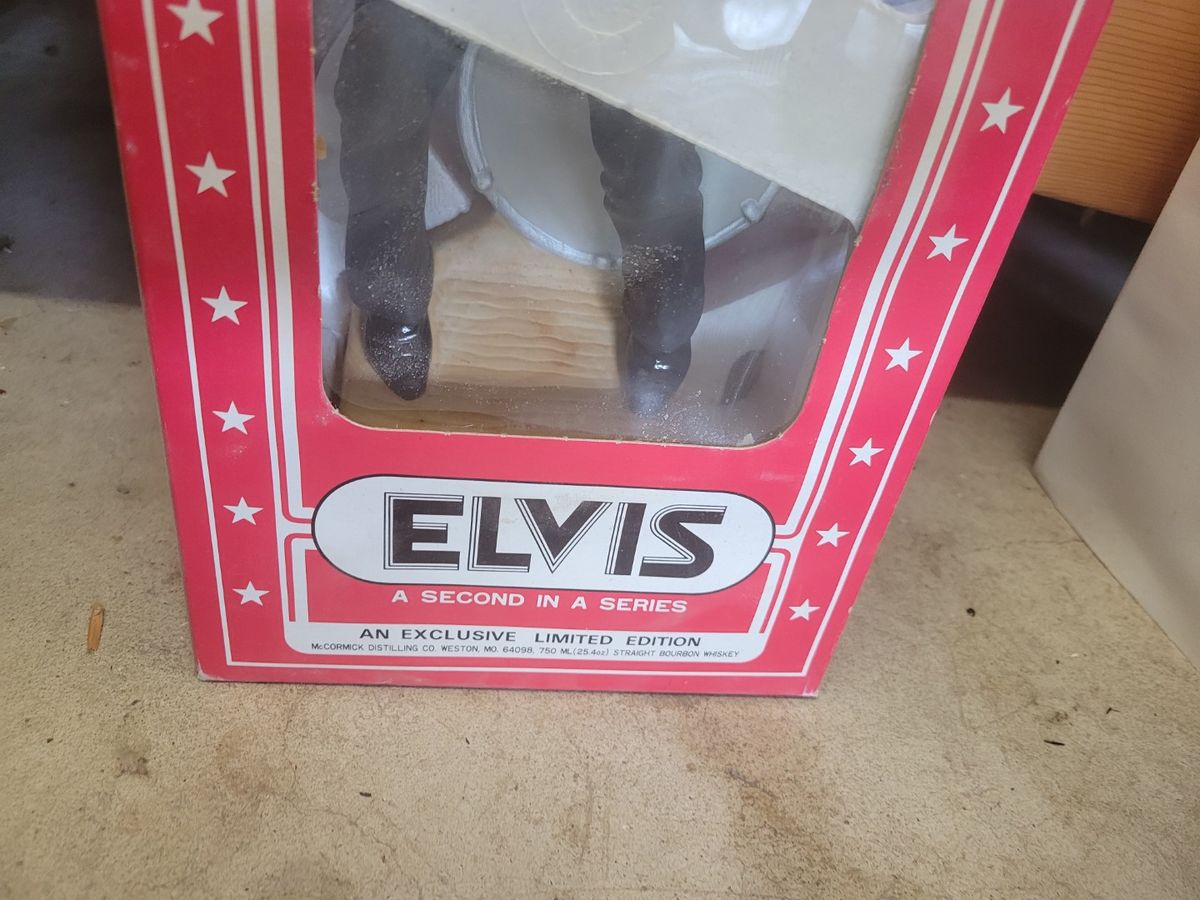 ELVIS
A SECOND IN A SERIES
AN EXCLUSIVE LIMITED EDITION
McCORMICK DISTILLING CO. WESTON, MO. 64098, 750 ML(25.4oz) STRAIGHT BOURBON WHISKEY